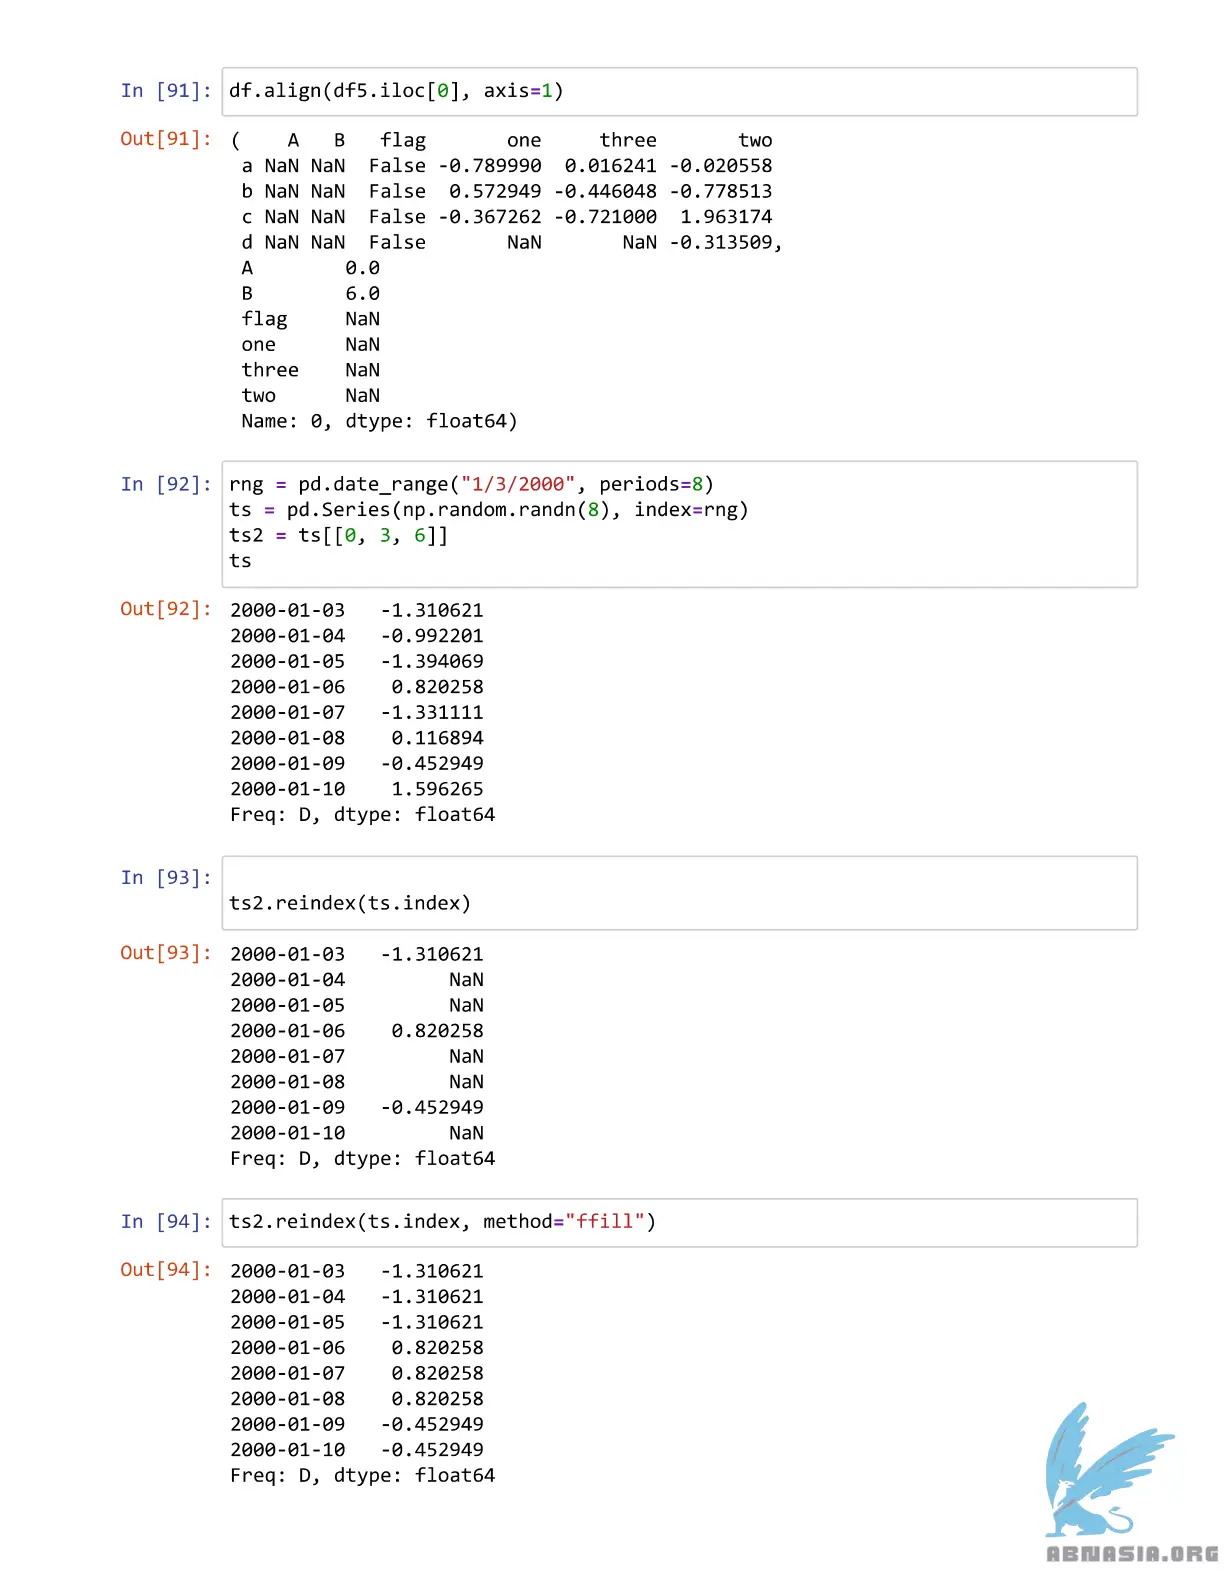 In [91]: df.align(df5.iloc[0], axis=1)
Out[91]: (    A   B   flag       one     three       two
 a NaN NaN  False -0.789990  0.016241 -0.020558
 b NaN NaN  False  0.572949 -0.446048 -0.778513
 c NaN NaN  False -0.367262 -0.721000  1.963174
 d NaN NaN  False       NaN       NaN -0.313509,
 A        0.0
 B        6.0
 flag     NaN
 one      NaN
 three    NaN
 two      NaN
 Name: 0, dtype: float64)
In [92]: rng = pd.date_range("1/3/2000", periods=8)
ts = pd.Series(np.random.randn(8), index=rng)
ts2 = ts[[0, 3, 6]]
ts
Out[92]: 2000-01-03   -1.310621
2000-01-04   -0.992201
2000-01-05   -1.394069
2000-01-06    0.820258
2000-01-07   -1.331111
2000-01-08    0.116894
2000-01-09   -0.452949
2000-01-10    1.596265
Freq: D, dtype: float64
In [93]:
ts2.reindex(ts.index)
Out[93]: 2000-01-03   -1.310621
2000-01-04         NaN
2000-01-05         NaN
2000-01-06    0.820258
2000-01-07         NaN
2000-01-08         NaN
2000-01-09   -0.452949
2000-01-10         NaN
Freq: D, dtype: float64
In [94]: ts2.reindex(ts.index, method="ffill")
Out[94]: 2000-01-03   -1.310621
2000-01-04   -1.310621
2000-01-05   -1.310621
2000-01-06    0.820258
2000-01-07    0.820258
2000-01-08    0.820258
2000-01-09   -0.452949
2000-01-10   -0.452949
Freq: D, dtype: float64
ABNASIA.ORG